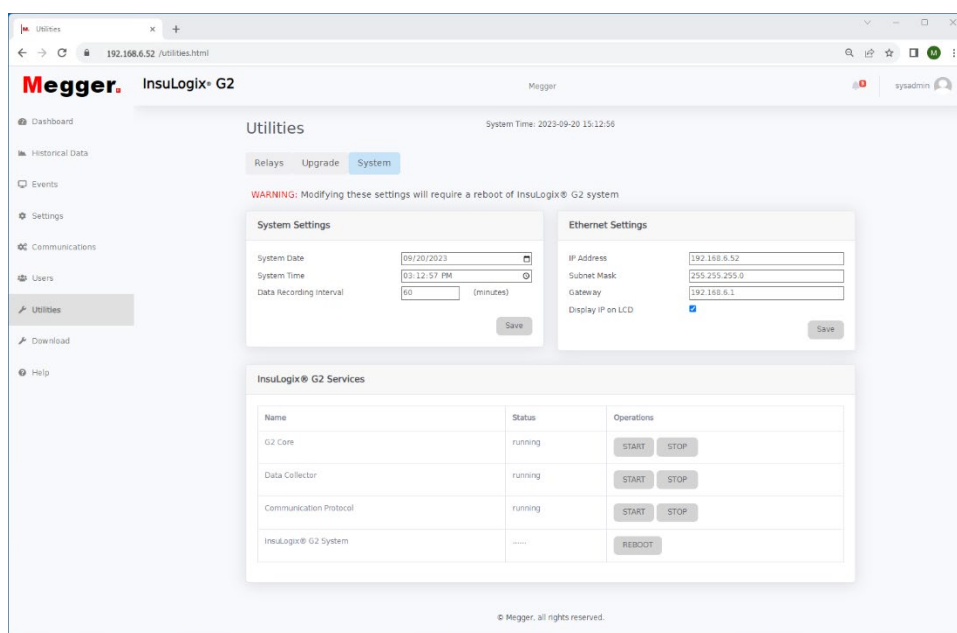 Utilities
192.168.6.52 /utilities.html
M
Megger.
InsuLogix® G2
Megger
sysadmin
Dashboard
Historical Data
Events
Settings
Communications
Users
Utilities
Download
Help
Utilities
System Time: 2023-09-20 15:12:56
Relays Upgrade System
WARNING: Modifying these settings will require a reboot of InsuLogix® G2 system
System Settings
System Date 09/20/2023
System Time 03:12:57 PM
Data Recording Interval 60 (minutes)
Save
Ethernet Settings
IP Address 192.168.6.52
Subnet Mask 255.255.255.0
Gateway 192.168.6.1
Display IP on LCD
Save
InsuLogix® G2 Services
Name Status Operations
G2 Core running START STOP
Data Collector running START STOP
Communication Protocol running START STOP
InsuLogix® G2 System ...... REBOOT
© Megger, all rights reserved.